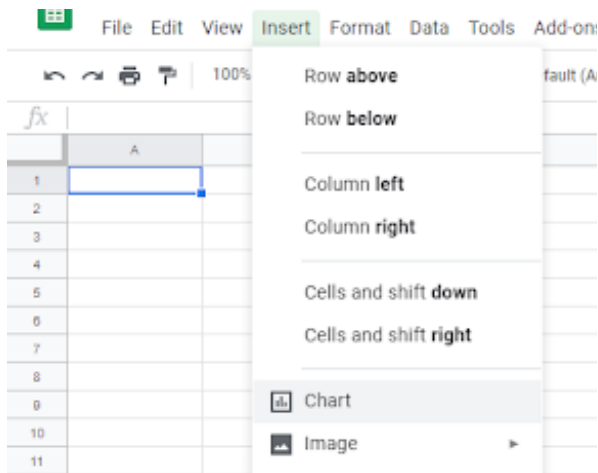 File Edit View Insert Format Data Tools Add-ons
100%
fault (A
fx
A
Row above
Row below
Column left
Column right
Cells and shift down
Cells and shift right
Chart
Image
1
2
3
4
5
6
7
8
9
10
11